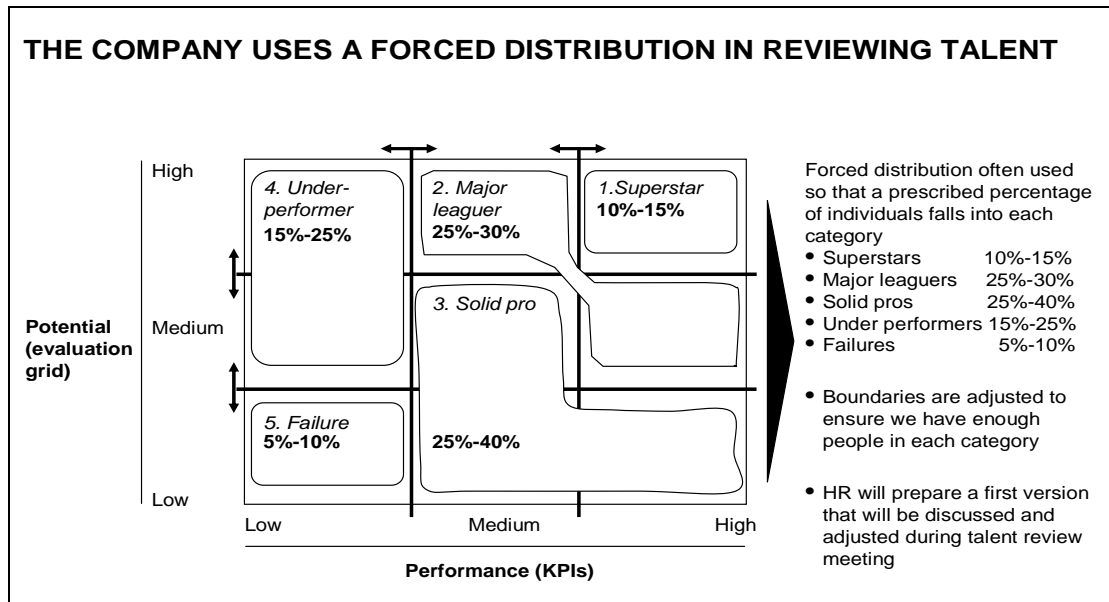 THE COMPANY USES A FORCED DISTRIBUTION IN REVIEWING TALENT
Potential
(evaluation
grid)
High
Medium
Low
4. Under-
performer
15%-25%
2. Major
leaguer
25%-30%
1.Superstar
10%-15%
3. Solid pro
25%-40%
5. Failure
5%-10%
Low
Medium
High
Performance (KPIs)
Forced distribution often used
so that a prescribed percentage
of individuals falls into each
category
• Superstars 10%-15%
• Major leaguers 25%-30%
• Solid pros 25%-40%
• Under performers 15%-25%
• Failures 5%-10%
• Boundaries are adjusted to
ensure we have enough
people in each category
• HR will prepare a first version
that will be discussed and
adjusted during talent review
meeting